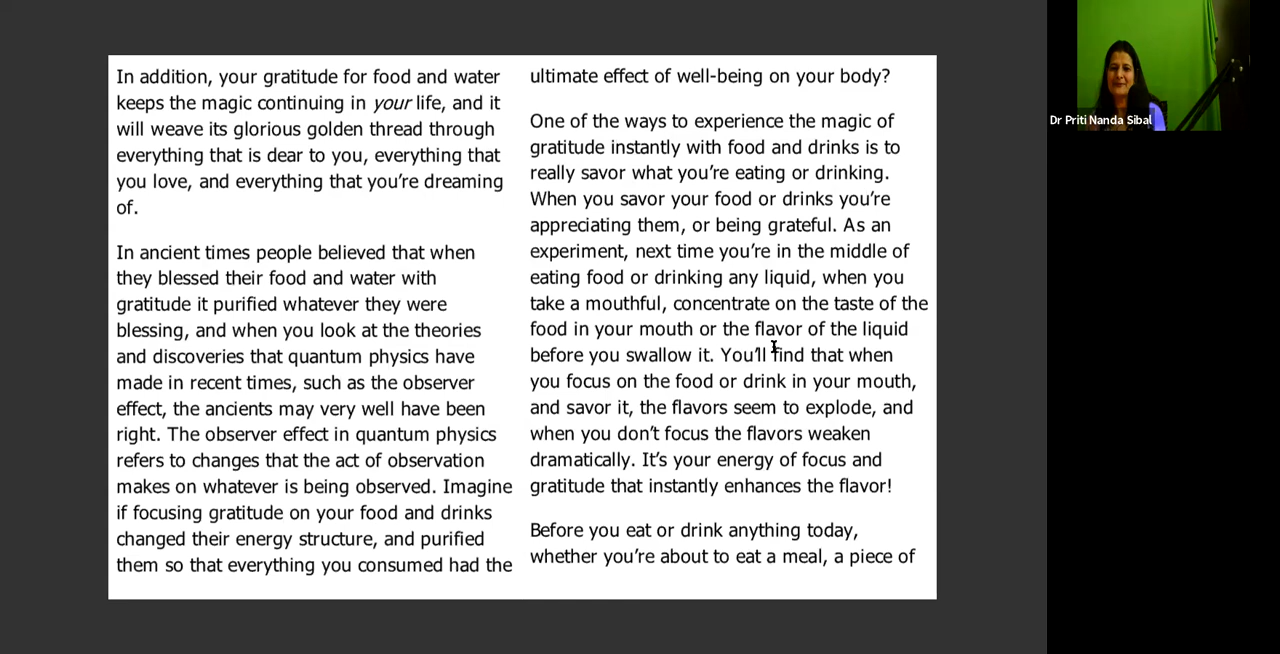 In addition, your gratitude for food and water
keeps the magic continuing in your life, and it
will weave its glorious golden thread through
everything that is dear to you, everything that
you love, and everything that you’re dreaming
of.
In ancient times people believed that when
they blessed their food and water with
gratitude it purified whatever they were
blessing, and when you look at the theories
and discoveries that quantum physics have
made in recent times, such as the observer
effect, the ancients may very well have been
right. The observer effect in quantum physics
refers to changes that the act of observation
makes on whatever is being observed. Imagine
if focusing gratitude on your food and drinks
changed their energy structure, and purified
them so that everything you consumed had the
ultimate effect of well-being on your body?
One of the ways to experience the magic of
gratitude instantly with food and drinks is to
really savor what you’re eating or drinking.
When you savor your food or drinks you’re
appreciating them, or being grateful. As an
experiment, next time you’re in the middle of
eating food or drinking any liquid, when you
take a mouthful, concentrate on the taste of the
food in your mouth or the flavor of the liquid
before you swallow it. You’ll find that when
you focus on the food or drink in your mouth,
and savor it, the flavors seem to explode, and
when you don’t focus the flavors weaken
dramatically. It’s your energy of focus and
gratitude that instantly enhances the flavor!
Before you eat or drink anything today,
whether you’re about to eat a meal, a piece of
Dr Priti Nanda Sibal